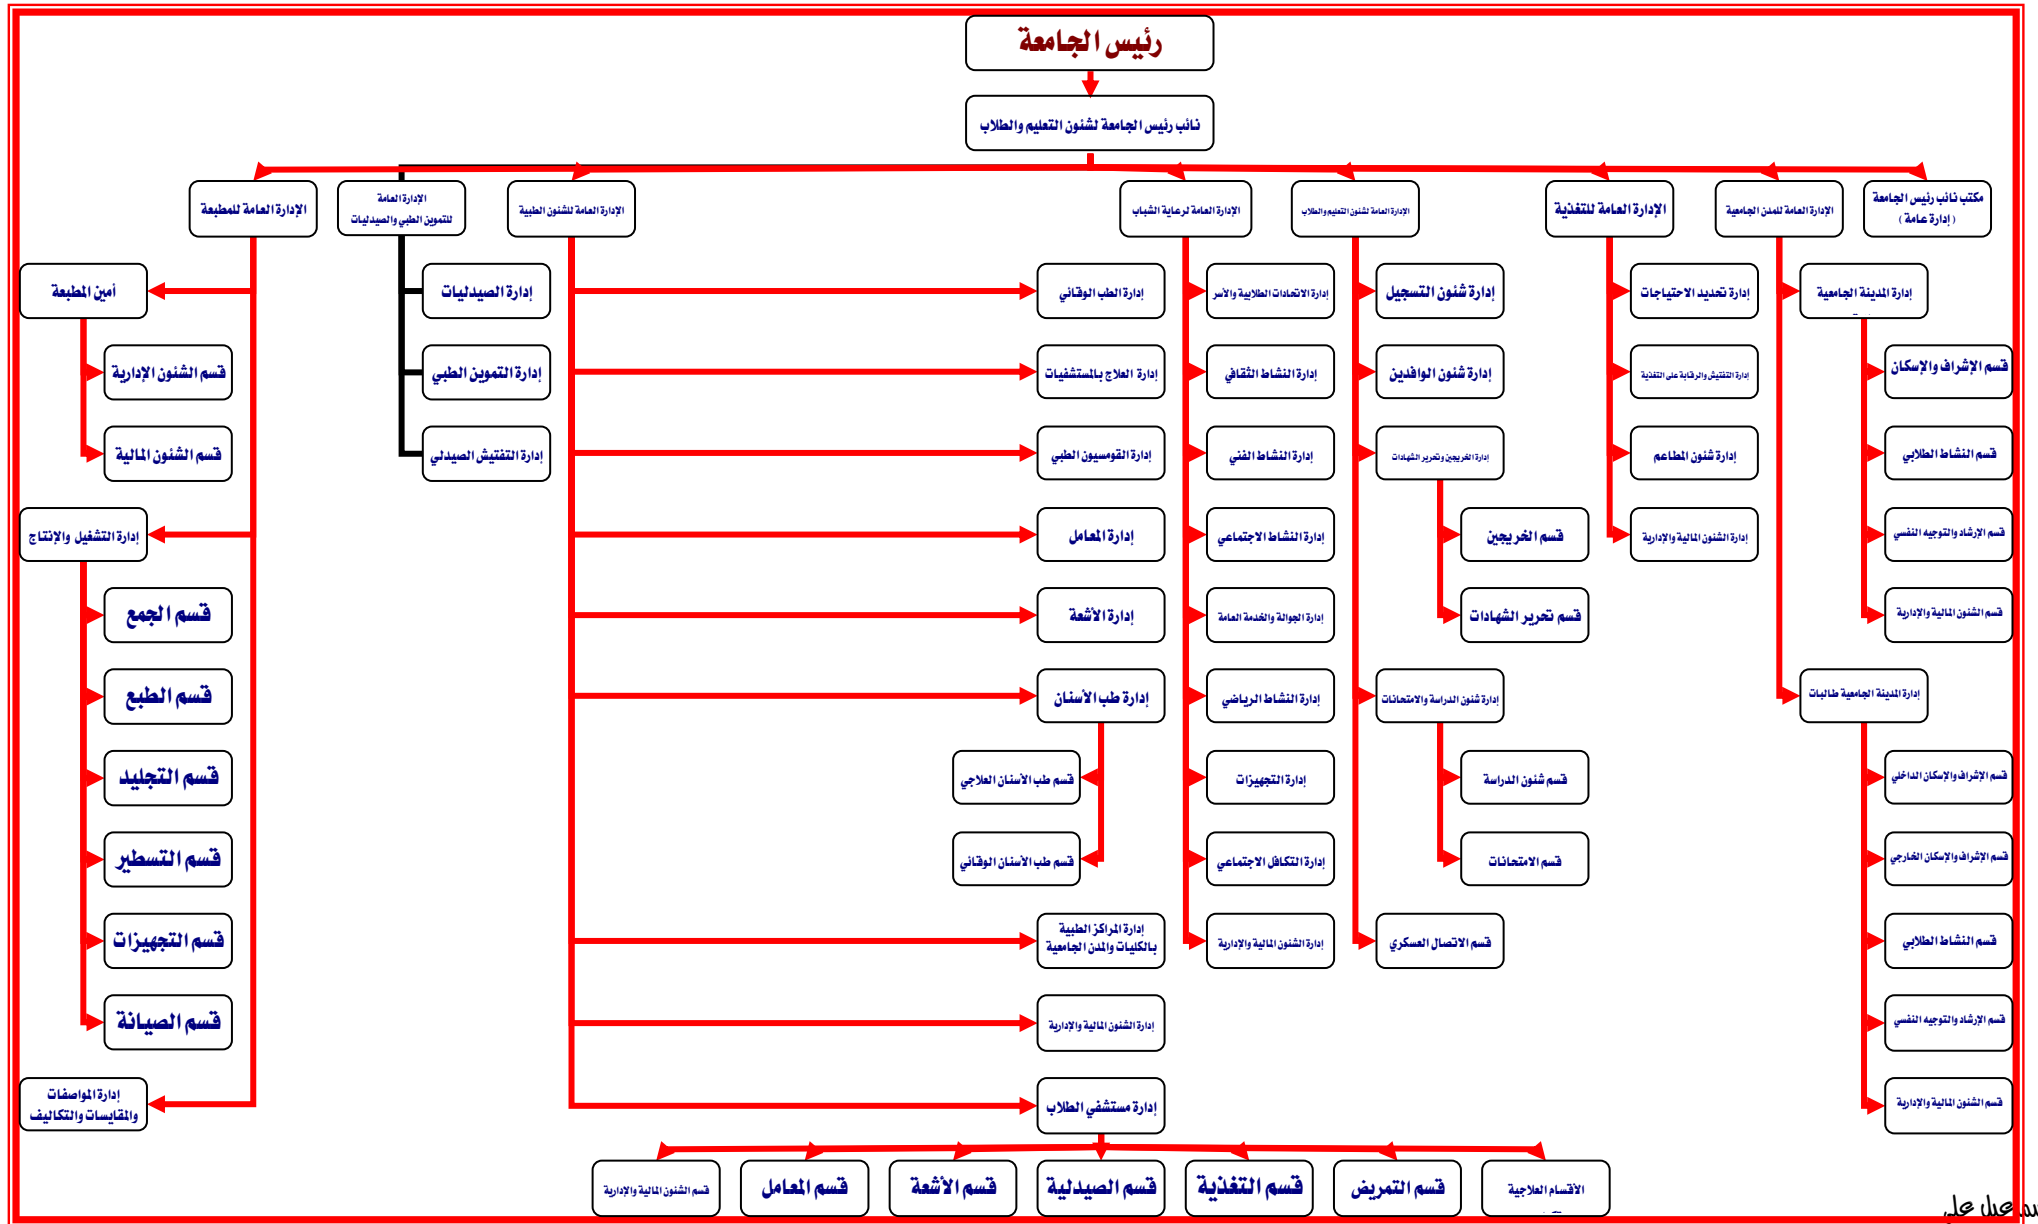 رئيس الجامعة
نائب رئيس الجامعة لشئون التعليم والطلاب
مكتب نائب رئيس الجامعة
( إدارة عامة )
الإدارة العامة للمدن الجامعية
الإدارة العامة للتغذية
الإدارة العامة لشئون التعليم والطلاب
الإدارة العامة لرعاية الشباب
الإدارة العامة للشئون الطبية
الإدارة العامة
للتموين الطبي والصيدليات
الإدارة العامة للمطبعة
إدارة المدينة الجامعية
إدارة تحديد الاحتياجات
إدارة شئون التسجيل
إدارة الاتحادات الطلابية والأسر
إدارة الطب الوقائي
إدارة الصيدليات
أمين المطبعة
قسم الإشراف والإسكان
إدارة التفتيش والرقابة على التغذية
إدارة شئون الوافدين
إدارة النشاط الثقافي
إدارة العلاج بالمستشفيات
إدارة التموين الطبي
قسم الشئون الإدارية
قسم النشاط الطلابي
إدارة شئون المطاعم
إدارة الخريجين وتحرير الشهادات
إدارة النشاط الفني
إدارة القومسيون الطبي
إدارة التفتيش الصيدلي
قسم الشئون المالية
قسم الإرشاد والتوجيه النفسي
إدارة الشئون المالية والإدارية
قسم الخريجين
إدارة النشاط الاجتماعي
إدارة المعامل
إدارة التشغيل والإنتاج
قسم الشئون المالية والإدارية
قسم تحرير الشهادات
إدارة الجوالة والخدمة العامة
إدارة الأشعة
قسم الجمع
إدارة المدينة الجامعية طالبات
إدارة شئون الدراسة والامتحانات
إدارة النشاط الرياضي
إدارة طب الأسنان
قسم الطبع
قسم الإشراف والإسكان الداخلي
قسم شئون الدراسة
إدارة التجهيزات
قسم طب الأسنان العلاجي
قسم التجليد
قسم الإشراف والإسكان الخارجي
قسم الامتحانات
إدارة التكافل الاجتماعي
قسم طب الأسنان الوقائي
قسم التسطير
قسم النشاط الطلابي
قسم الاتصال العسكري
إدارة الشئون المالية والإدارية
إدارة المراكز الطبية
بالكليات والمدن الجامعية
قسم التجهيزات
قسم الإرشاد والتوجيه النفسي
إدارة الشئون المالية والإدارية
قسم الصيانة
قسم الشئون المالية والإدارية
إدارة مستشفي الطلاب
إدارة المواصفات
والمقايسات والتكاليف
الأقسام العلاجية
قسم التمريض
قسم التغذية
قسم الصيدلية
قسم الأشعة
قسم المعامل
قسم الشئون المالية والإدارية